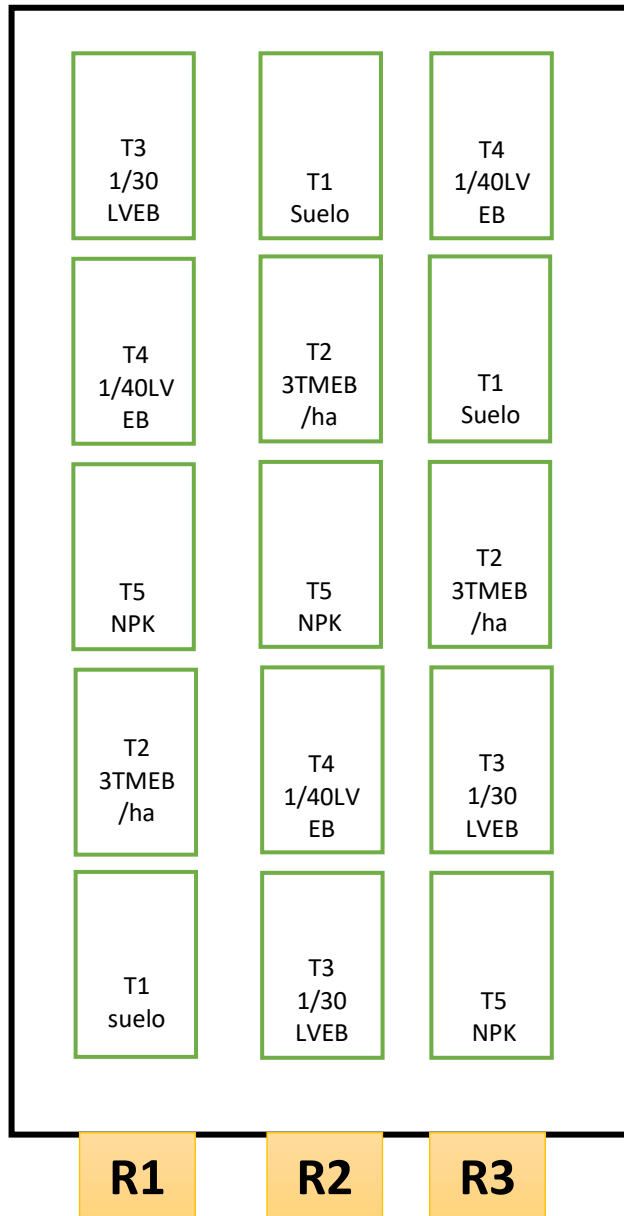 T3
1/30
LVEB
T1
Suelo
T4
1/40LV
EB
T4
1/40LV
EB
T2
3TMEB
/ha
T1
Suelo
T5
NPK
T5
NPK
T2
3TMEB
/ha
T2
3TMEB
/ha
T4
1/40LV
EB
T3
1/30
LVEB
T1
suelo
T3
1/30
LVEB
T5
NPK
R1
R2
R3